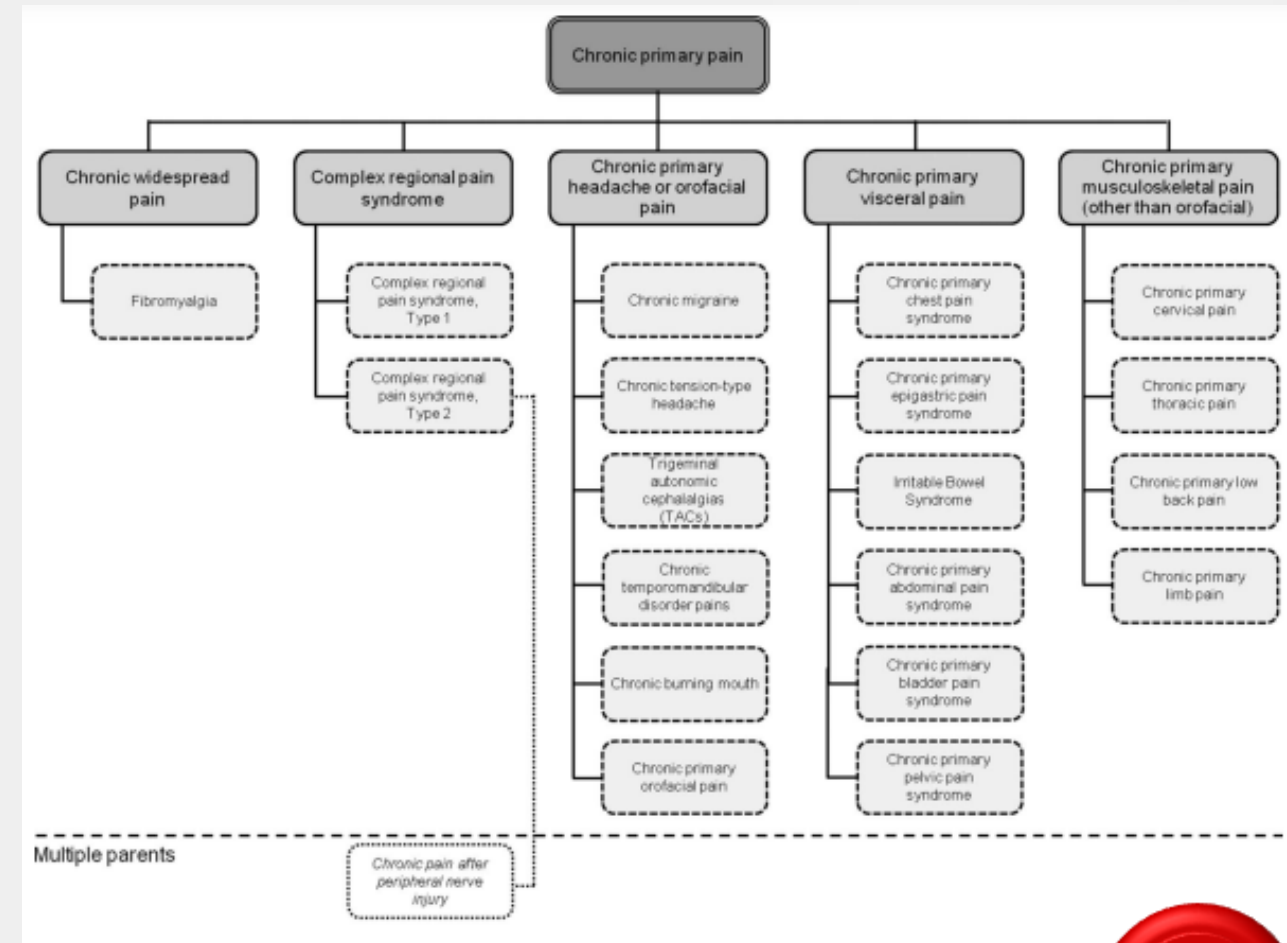 Chronic primary pain
Chronic widespread
pain
Fibromyalgia
Complex regional pain
syndrome
Complex regional
pain syndrome,
Type 1
Complex regional
pain syndrome,
Type 2
Chronic primary
headache or orofacial
pain
Chronic migraine
Chronic tension-type
headache
Trigeminal
autonomic
cephalalgias
(TACs)
Chronic
temporomandibular
disorder pains
Chronic burning mouth
Chronic primary
orofacial pain
Chronic primary
visceral pain
Chronic primary
chest pain
syndrome
Chronic primary
epigastric pain
syndrome
Irritable Bowel
Syndrome
Chronic primary
abdominal pain
syndrome
Chronic primary
bladder pain
syndrome
Chronic primary
pelvic pain
syndrome
Chronic primary
musculoskeletal pain
(other than orofacial)
Chronic primary
cervical pain
Chronic primary
thoracic pain
Chronic primary low
back pain
Chronic primary
limb pain
Multiple parents
Chronic pain after
peripheral nerve
injury